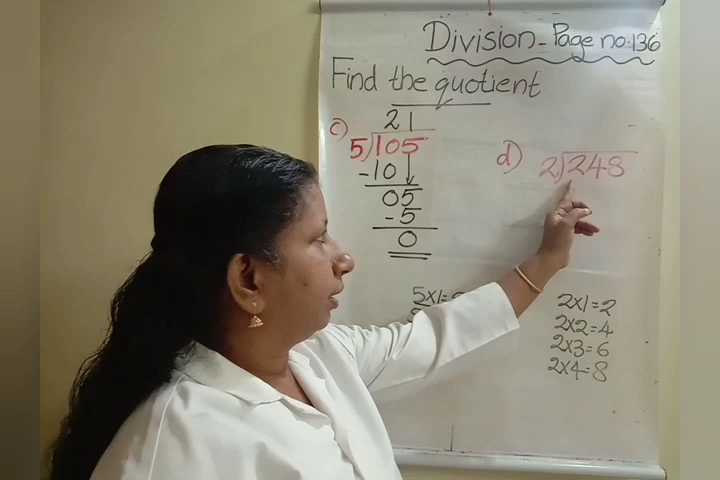 Division - Page no: 136
Find the quotient
c) 21
5)105
-10
05
-5
0
d) 2)248
5x1=
2x1=2
2x2=4
2x3=6
2x4=8